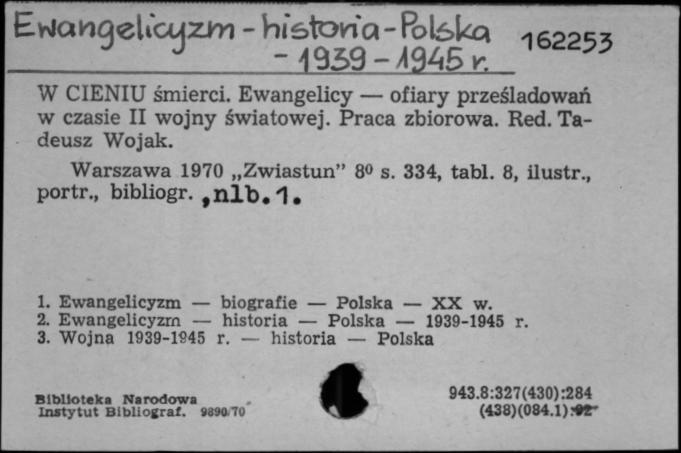 Ewangelicyzm - historia - Polska
162253
- 1939 - 1945 r.
W CIENIU śmierci. Ewangelicy — ofiary prześladowań
w czasie II wojny światowej. Praca zbiorowa. Red. Ta-
deusz Wojak.
Warszawa 1970 „Zwiastun” 8⁰ s. 334, tabl. 8, ilustr.,
portr., bibliogr. , nlb. 1.
1. Ewangelicyzm — biografie — Polska — XX w.
2. Ewangelicyzm — historia — Polska — 1939-1945 r.
3. Wojna 1939-1945 r. — historia — Polska
Biblioteka Narodowa
Instytut Bibliograf. 9890/70
943.8:327(430):284
(438)(084.1):92